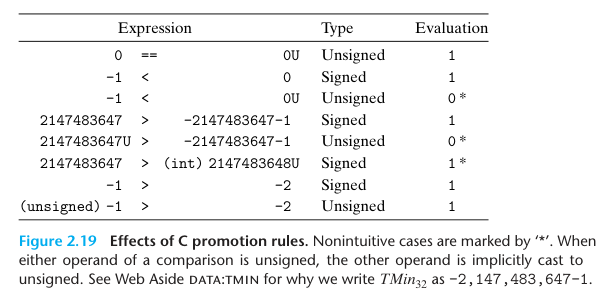 Expression Type Evaluation
0 == 0U Unsigned 1
-1 < 0 Signed 1
-1 < 0U Unsigned 0 *
2147483647 > -2147483647-1 Signed 1
2147483647U > -2147483647-1 Unsigned 0 *
2147483647 > (int) 2147483648U Signed 1 *
-1 > -2 Signed 1
(unsigned) -1 > -2 Unsigned 1
Figure 2.19 Effects of C promotion rules. Nonintuitive cases are marked by ‘*’. When
either operand of a comparison is unsigned, the other operand is implicitly cast to
unsigned. See Web Aside DATA:TMIN for why we write TMin32 as -2,147,483,647-1.